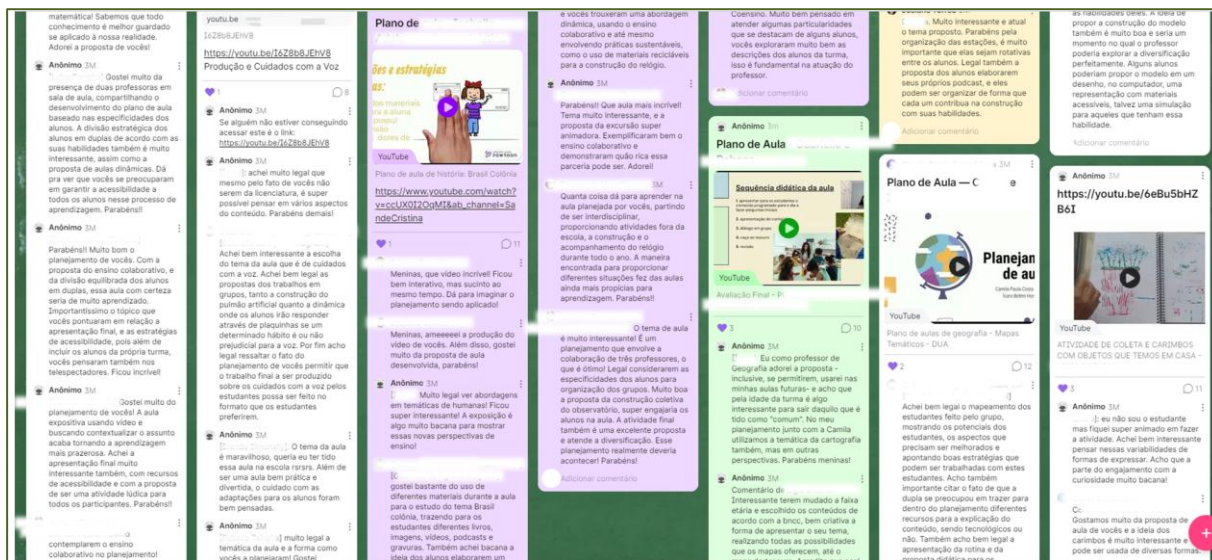 matemática! Sabemos que todo
conhecimento é melhor guardado
se aplicado à nossa realidade.
Adorei a proposta de vocês!
Anônimo 3M
Gostei muito da
presença de duas professoras em
sala de aula, compartilhando o
desenvolvimento do plano de aula
baseado nas especificidades dos
alunos. A divisão estratégica dos
alunos em duplas de acordo com as
suas habilidades também é muito
interessante, assim como a
proposta de aulas dinâmicas. Dá
pra ver que vocês se preocuparam
em garantir a acessibilidade a
todos os alunos nesse processo de
aprendizagem. Parabéns!
Anônimo 3M
Parabéns!! Muito bom o
planejamento de vocês. Com a
proposta do ensino colaborativo, e
da divisão equilibrada dos alunos
em duplas, essa aula com certeza
seria de muito aprendizado.
Importantíssimo o tópico que
vocês pontuaram em relação a
apresentação final, e as estratégias
de acessibilidade, pois além de
incluir os alunos da própria turma,
vocês pensaram também nos
telespectadores. Ficou incrível!
Anônimo 3M
Gostei muito do
planejamento de vocês! A aula
expositiva usando vídeo e
buscando contextualizar o assunto
acaba tornando a aprendizagem
mais prazerosa. Achei a
apresentação final muito
interessante também, com recursos
de acessibilidade e com a proposta
de ser uma atividade lúdica para
todos os participantes. Parabéns!!
contemplarem o ensino
colaborativo no planejamento!
youtu.be
I6Z8b8JEhV8
https://youtu.be/I6Z8b8JEhV8
Produção e Cuidados com a Voz
1
8
Anônimo 3M
Se alguém não estiver conseguindo
acessar este é o link:
https://youtu.be/I6Z8b8JEhV8
Anônimo 3M
]: achei muito legal que
mesmo pelo fato de vocês não
serem da licenciatura, é super
possível pensar em vários aspectos
do conteúdo. Parabéns demais!
Achei bem interessante a escolha
do tema da aula que é de cuidados
com a voz. Achei bem legal as
propostas dos trabalhos em
grupos, tanto a construção do
pulmão artificial quanto a dinâmica
onde os alunos irão responder
através de plaquinhas se um
determinado hábito é ou não
prejudicial para a voz. Por fim acho
legal ressaltar o fato do
planejamento de vocês permitir que
o trabalho final a ser produzido
sobre os cuidados com a voz pelos
estudantes possa ser feito no
formato que os estudantes
preferirem.
Anônimo 3M
O tema da aula
é maravilhoso, queria eu ter tido
essa aula na escola rsrsrs. Além de
ser uma aula bem prática e
divertida, o cuidado com as
adaptações para os alunos foram
bem pensadas.
Anônimo 3M
muito legal a
temática da aula e a forma como
vocês a planejaram! Gostei
Plano de
YouTube
Plano de aula de história: Brasil Colônia
https://www.youtube.com/watch?
v=ccUX0I2OqMI&ab_channel=Sa
ndeCristina
1
11
Meninas, que vídeo incrível! Ficou
bem interativo, mas sucinto ao
mesmo tempo. Dá para imaginar o
planejamento sendo aplicado!
Meninas, ameeeeei a produção do
vídeo de vocês. Além disso, gostei
muito da proposta de aula
desenvolvida, parabéns!
Anônimo 3M
Muito legal ver abordagens
em temáticas de humanas! Ficou
super interessante! A exposição é
algo muito bacana para mostrar
essas novas perspectivas de
ensino!
Anônimo 3M
gostei bastante do uso de
diferentes materiais durante a aula
para o estudo do tema Brasil
colônia, trazendo para os
estudantes diferentes livros,
imagens, vídeos, podcasts e
gravuras. Também achei bacana a
ideia dos alunos elaborarem um
e vocês trouxeram uma abordagem
dinâmica, usando o ensino
colaborativo e até mesmo
envolvendo práticas sustentáveis,
como o uso de materiais recicláveis
para a construção do relógio.
Anônimo 3M
Parabéns!! Que aula mais incrível!
Tema muito interessante, e a
proposta da excursão super
animadora. Exemplificaram bem o
ensino colaborativo e
demonstraram quão rica essa
parceria pode ser. Adorei!
3M
Quanta coisa dá para aprender na
aula planejada por vocês, partindo
de ser interdisciplinar,
proporcionando atividades fora da
escola, a construção e o
acompanhamento do relógio
durante todo o ano. A maneira
encontrada para proporcionar
diferentes situações fez das aulas
ainda mais propícias para
aprendizagem. Parabéns!!
O tema de aula
é muito interessante! É um
planejamento que envolve a
colaboração de três professores, o
que é ótimo! Legal considerarem as
especificidades dos alunos para
organização dos grupos. Muito boa
a proposta da construção coletiva
do observatório, super engajaria os
alunos na aula. A atividade final
também é uma excelente proposta
e atende a diversificação. Esse
planejamento realmente deveria
acontecer! Parabéns!
Adicionar comentário
Coensino. Muito bem pensado em
atender algumas particularidades
que se destacam de alguns alunos,
vocês exploraram muito bem as
descrições dos alunos da turma,
isso é fundamental na atuação do
professor.
Adicionar comentário
Anônimo 3m
Plano de Aula
Sequência didática da aula
YouTube
Avaliação Final - P
3
10
Anônimo 3M
Eu como professor de
Geografia adorei a proposta -
inclusive, se permitirem, usarei nas
minhas aulas futuras- e acho que
pela idade da turma é algo
interessante para sair daquilo que é
tido como "comum". No meu
planejamento junto com a Camila
utilizamos a temática da cartografia
também, mas em outras
perspectivas. Parabéns meninas!
Anônimo 3M
Comentário de
Interessante terem mudado a faixa
etária e escolhido os conteúdos de
acordo com a bncc, bem criativa a
forma de apresentar o seu tema,
realizando todas as possibilidades
que os mapas oferecem, até o
. Muito interessante e atual
o tema proposto. Parabéns pela
organização das estações, é muito
importante que elas sejam rotativas
entre os alunos. Legal também a
proposta dos alunos elaborarem
seus próprios podcast, e eles
podem ser organizar de forma que
cada um contribua na construção
com suas habilidades.
Adicionar comentário
3M
Plano de Aula — C
Planejan
de au
YouTube
Plano de aulas de geografia - Mapas
Temáticos - DUA
2
12
Achei bem legal o mapeamento dos
estudantes feito pelo grupo,
mostrando os potenciais dos
estudantes, os aspectos que
precisam ser melhorados e
apontando boas estratégias que
podem ser trabalhadas com estes
estudantes. Acho também
importante citar o fato de que a
dupla se preocupou em trazer para
dentro do planejamento diferentes
recursos para a explicação do
conteúdo, sendo tecnológicos ou
não. Também acho bem legal a
apresentação da rotina e da
proposta didática para os
as habilidades deles. A ideia de
propor a construção do modelo
também é muito boa e seria um
momento no qual o professor
poderia explorar a diversificação
perfeitamente. Alguns alunos
poderiam propor o modelo em um
desenho, no computador, uma
representação com materiais
acessíveis, talvez uma simulação
para aqueles que tenham essa
habilidade.
Adicionar comentário
Anônimo 3M
https://youtu.be/6eBu5bHZ
B6I
YouTube
ATIVIDADE DE COLETA E CARIMBOS
COM OBJETOS QUE TEMOS EM CASA -
3
11
Anônimo 3M
]: eu não sou o estudante
mas fiquei super animado em fazer
a atividade. Achei bem interessante
pensar nessas variabilidades de
formas de expressar. Acho que a
parte do engajamento com a
curiosidade muito bacana!
Gostamos muito da proposta de
aula de vocês e a ideia dos
carimbos é muito interessante e
pode ser usada de diversas formas.